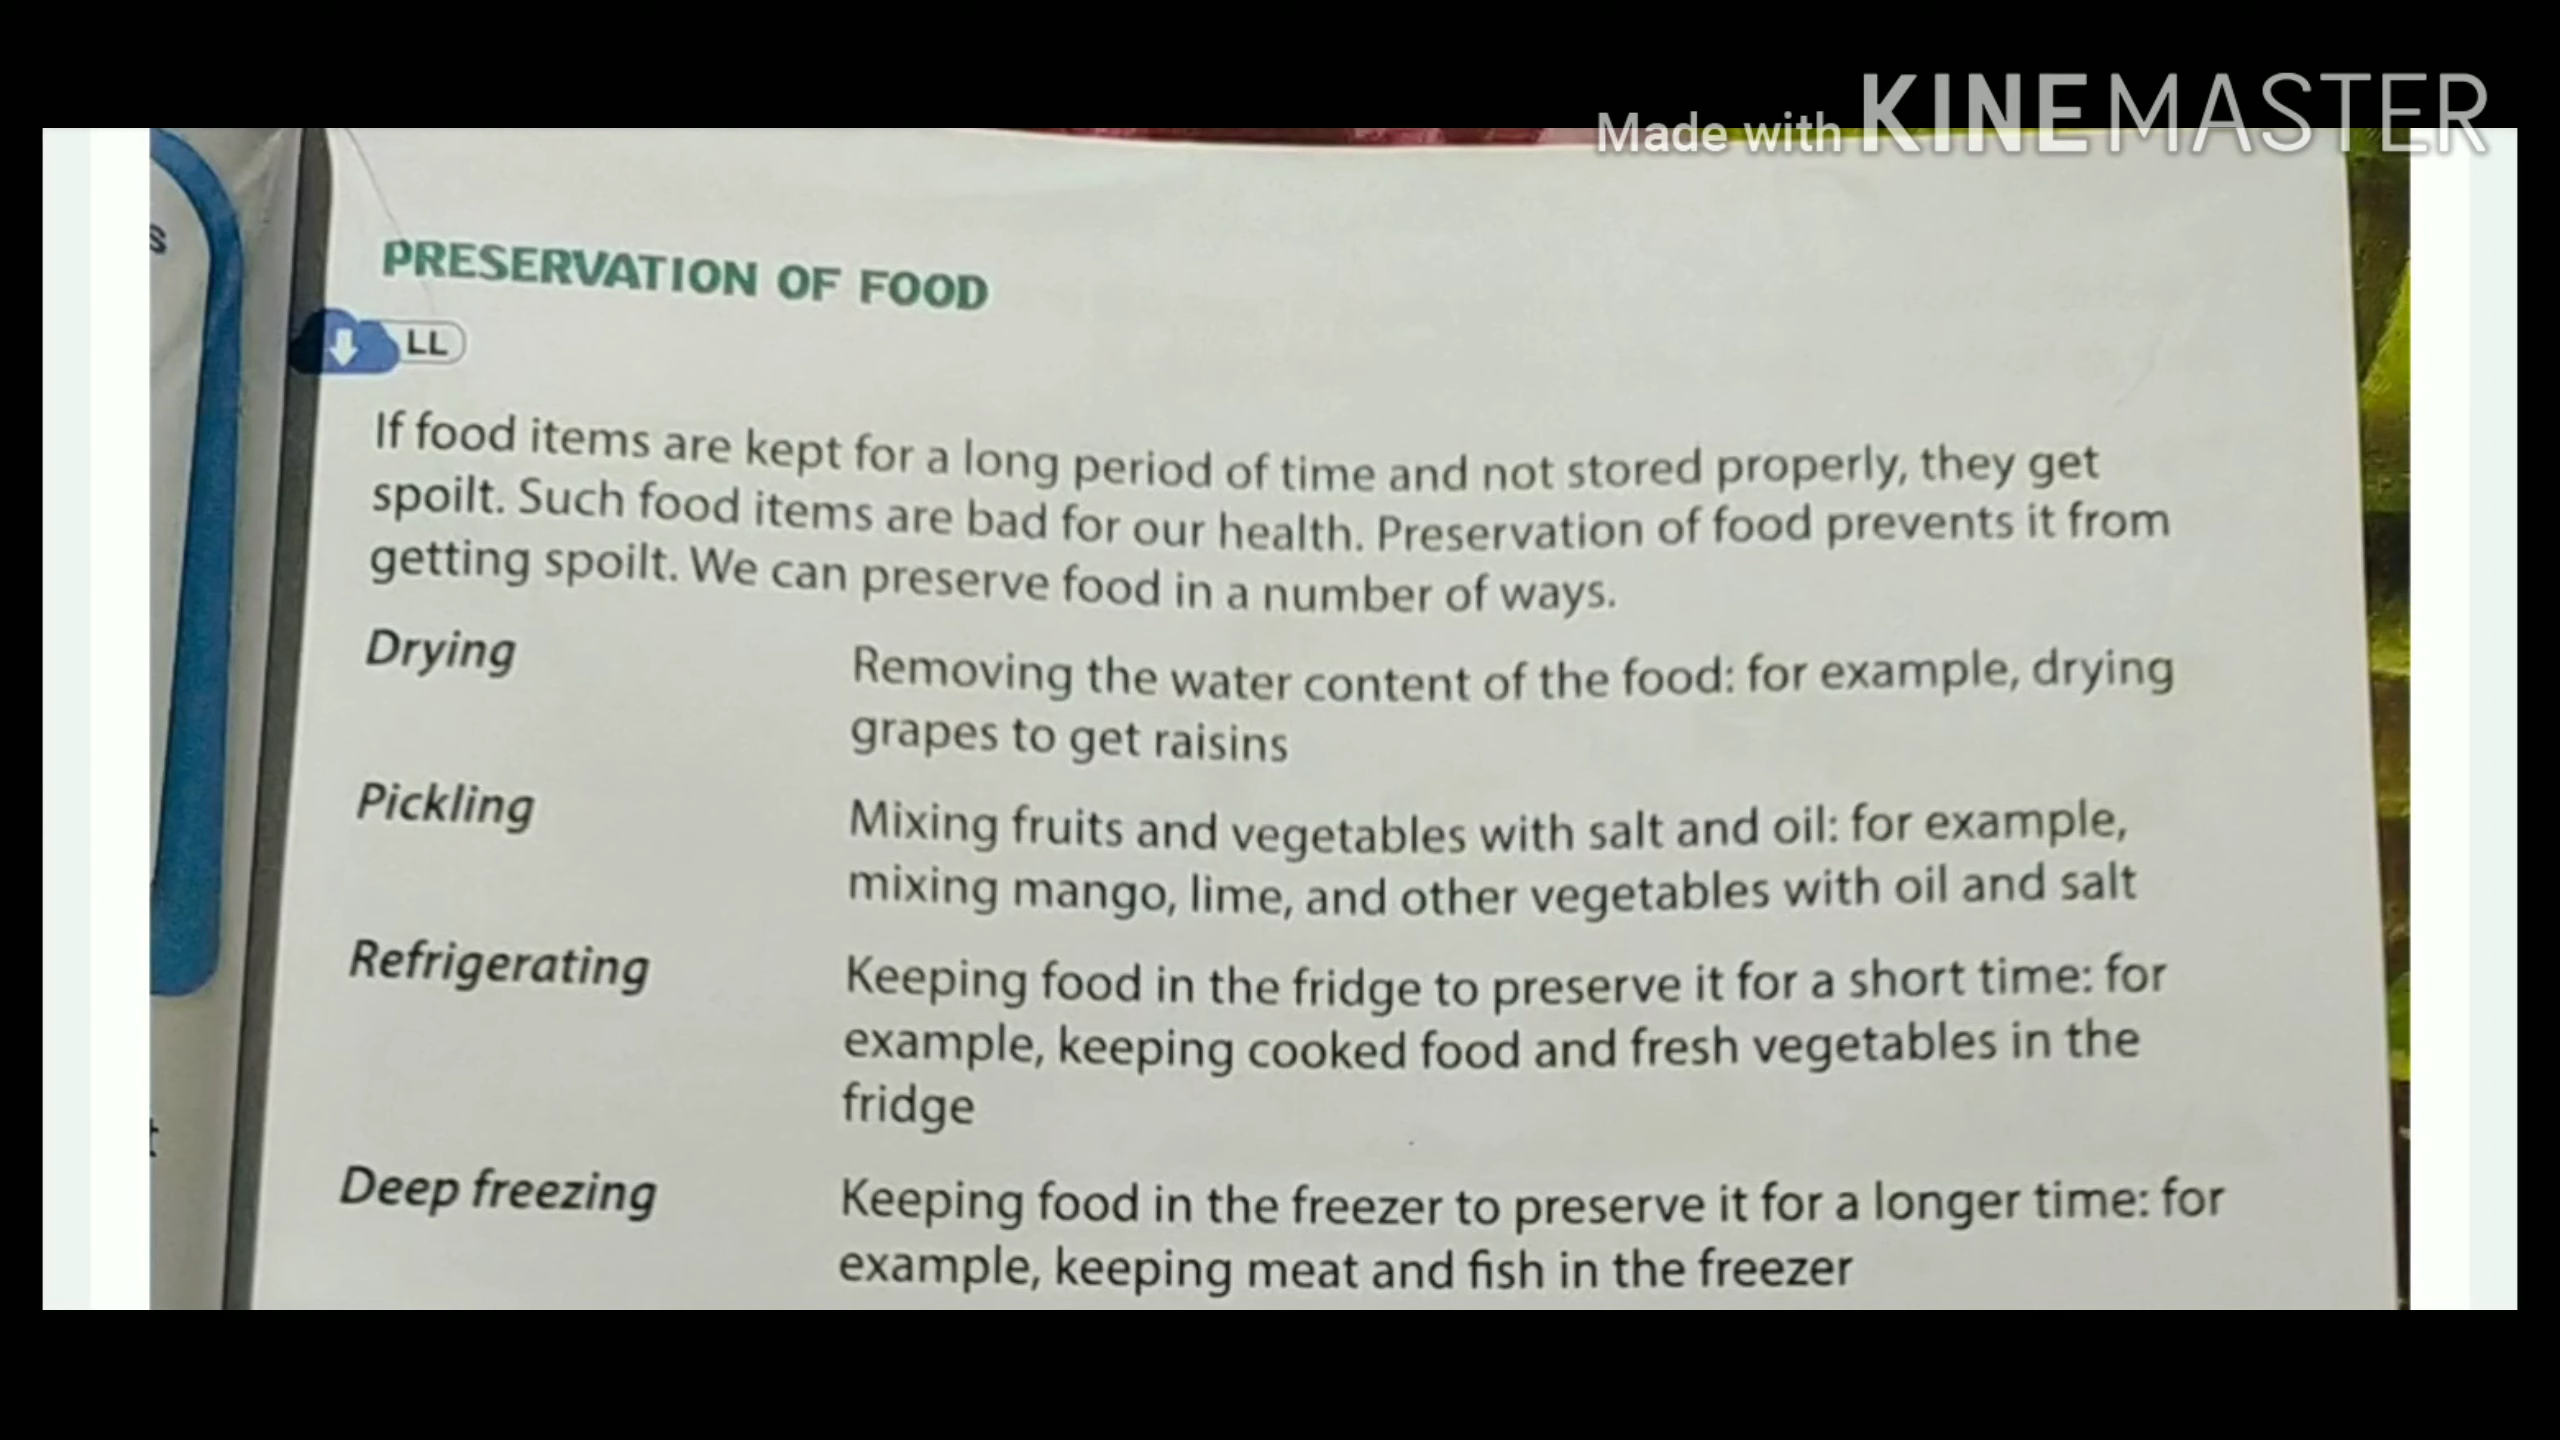 Made with KINEMASTER
s
PRESERVATION OF FOOD
LL
If food items are kept for a long period of time and not stored properly, they get
spoilt. Such food items are bad for our health. Preservation of food prevents it from
getting spoilt. We can preserve food in a number of ways.
Drying
Removing the water content of the food: for example, drying
grapes to get raisins
Pickling
Mixing fruits and vegetables with salt and oil: for example,
mixing mango, lime, and other vegetables with oil and salt
Refrigerating
Keeping food in the fridge to preserve it for a short time: for
example, keeping cooked food and fresh vegetables in the
fridge
t
Deep freezing
Keeping food in the freezer to preserve it for a longer time: for
example, keeping meat and fish in the freezer